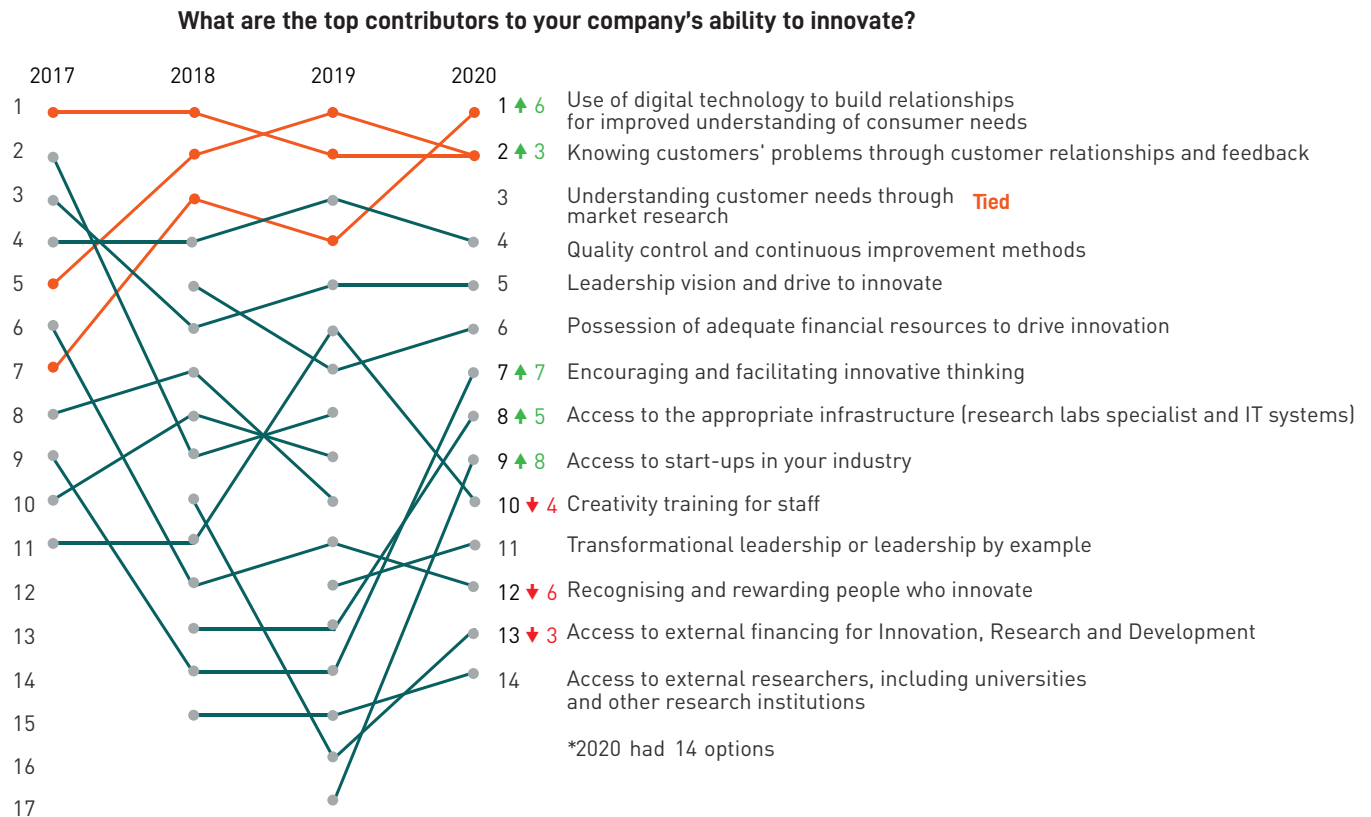 What are the top contributors to your company's ability to innovate?
2017 2018 2019 2020
1
2
3
4
5
6
7
8
9
10
11
12
13
14
15
16
17
1 ↑ 6 Use of digital technology to build relationships
for improved understanding of consumer needs
2 ↑ 3 Knowing customers' problems through customer relationships and feedback
3 Understanding customer needs through Tied
market research
4 Quality control and continuous improvement methods
5 Leadership vision and drive to innovate
6 Possession of adequate financial resources to drive innovation
7 ↑ 7 Encouraging and facilitating innovative thinking
8 ↑ 5 Access to the appropriate infrastructure (research labs specialist and IT systems)
9 ↑ 8 Access to start-ups in your industry
10 ↓ 4 Creativity training for staff
11 Transformational leadership or leadership by example
12 ↓ 6 Recognising and rewarding people who innovate
13 ↓ 3 Access to external financing for Innovation, Research and Development
14 Access to external researchers, including universities
and other research institutions
*2020 had 14 options